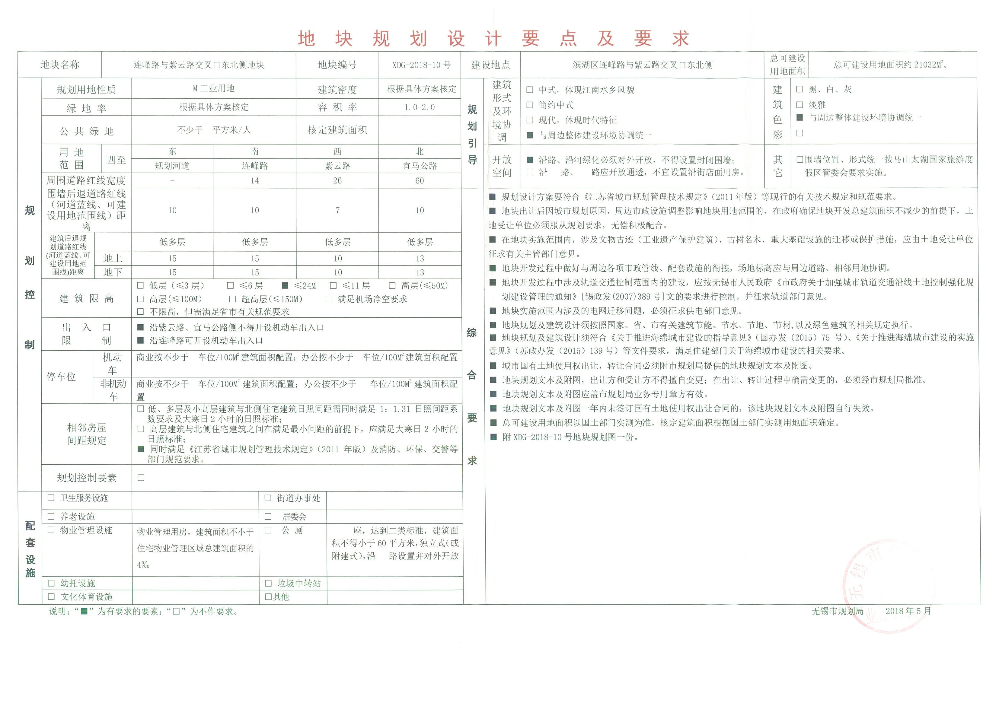 地块规划设计要点及要求
地块名称 连峰路与紫云路交叉口东北侧地块 地块编号 XDG-2018-10 号 建设地点 滨湖区连峰路与紫云路交叉口东北侧 总可建设用地面积 总可建设用地面积约 21032M²。
规划控制
规划用地性质 M 工业用地 建筑密度 根据具体方案核定
绿地率 根据具体方案核定 容积率 1.0-2.0
公共绿地 不少于 平方米/人 核定建筑面积
用地范围 四至 东 南 西 北
规划河道 连峰路 紫云路 宜马公路
周围道路红线宽度 - 14 26 60
围墙后退道路红线
（河道蓝线、可建
设用地范围线）距
离
10 10 7 10
建筑后退规
划道路红线
(河道蓝线、可
建设用地范
围线)距离
低多层 低多层 低多层 低多层
地上 15 15 10 13
地下 15 15 10 13
建筑限高
□ 低层（≤3 层） □ ≤6 层 ■ ≤24M □ ≤11 层 □ 高层(≤50M)
□ 高层(≤100M) □ 超高层(≤150M) □ 满足机场净空要求
□ 不限高，但需满足省市有关规范要求
出入口
限制
■ 沿紫云路、宜马公路侧不得开设机动车出入口
■ 沿连峰路可开设机动车出入口
停车位
机动车 商业按不少于 车位/100M²建筑面积配置；办公按不少于 车位/100M²建筑面积配置
非机动车 商业按不少于 车位/100M²建筑面积配置；办公按不少于 车位/100M²建筑面积配
置
相邻房屋
间距规定
□ 低、多层及小高层建筑与北侧住宅建筑日照间距需同时满足 1：1.31 日照间距系
数要求及大寒日 2 小时的日照标准；
□ 高层建筑与北侧住宅建筑之间在满足最小间距的前提下，应满足大寒日 2 小时的
日照标准；
■ 同时满足《江苏省城市规划管理技术规定》（2011 年版）及消防、环保、交警等
部门规范要求。
规划控制要素 □
配套设施
□ 卫生服务设施 □ 街道办事处
□ 养老设施 □ 居委会
□ 物业管理设施
物业管理用房，建筑面积不小于
住宅物业管理区域总建筑面积的
4‰
□ 公厕
座，达到二类标准，建筑面
积不得小于 60 平方米,独立式(或
附建式),沿 路设置并对外开放
□ 幼托设施 □ 垃圾中转站
□ 文化体育设施 □其他
规划引导
建筑形式及环境协调
□ 中式，体现江南水乡风貌
□ 简约中式
□ 现代，体现时代特征
■ 与周边整体建设环境协调统一
建筑色彩
□ 黑、白、灰
□ 淡雅
■ 与周边整体建设环境协调统一
□
开放空间
■ 沿路、沿河绿化必须对外开放，不得设置封闭围墙；
□ 沿 路、 路应开放通透，不宜设置沿街店面用房。
其它
□围墙位置、形式统一按马山太湖国家旅游度
假区管委会要求实施。
综合要求
■ 规划设计方案要符合《江苏省城市规划管理技术规定》（2011 年版）等现行的有关技术规定和规范要求。
■ 地块出让后因城市规划原因，周边市政设施调整影响地块用地范围的，在政府确保地块开发总建筑面积不减少的前提下，土
地受让单位必须服从规划要求，无偿积极配合。
■ 在地块实施范围内，涉及文物古迹（工业遗产保护建筑）、古树名木、重大基础设施的迁移或保护措施，应由土地受让单位
征求有关主管部门意见。
■ 地块开发过程中做好与周边各项市政管线、配套设施的衔接，场地标高应与周边道路、相邻用地协调。
■ 地块开发过程中涉及轨道交通控制范围内的建设，应按无锡市人民政府《市政府关于加强城市轨道交通沿线土地控制强化规
划建设管理的通知》[锡政发(2007)389 号]文的要求进行控制，并征求轨道部门意见。
■ 地块实施范围内涉及的电网迁移问题，必须征求供电部门意见。
■ 地块规划及建筑设计须按照国家、省、市有关建筑节能、节水、节地、节材,以及绿色建筑的相关规定执行。
■ 地块规划及建筑设计须符合《关于推进海绵城市建设的指导意见》（国办发（2015）75 号）、《关于推进海绵城市建设的实施
意见》（苏政办发（2015）139 号）等文件要求，满足住建部门关于海绵城市建设的相关要求。
■ 城市国有土地使用权出让，转让合同必须附市规划局提供的地块规划文本及附图。
■ 地块规划文本及附图，出让方和受让方不得擅自变更；在出让、转让过程中确需变更的，必须经市规划局批准。
■ 地块规划文本及附图应盖市规划局业务专用章方有效。
■ 地块规划文本及附图一年内未签订国有土地使用权出让合同的，该地块规划文本及附图自行失效。
■ 总可建设用地面积以国土部门实测为准，核定建筑面积根据国土部门实测用地面积确定。
■ 附 XDG-2018-10 号地块规划图一份。
说明：“■”为有要求的要素；“□”为不作要求。
无锡市规划局 2018 年 5 月
无锡市
业